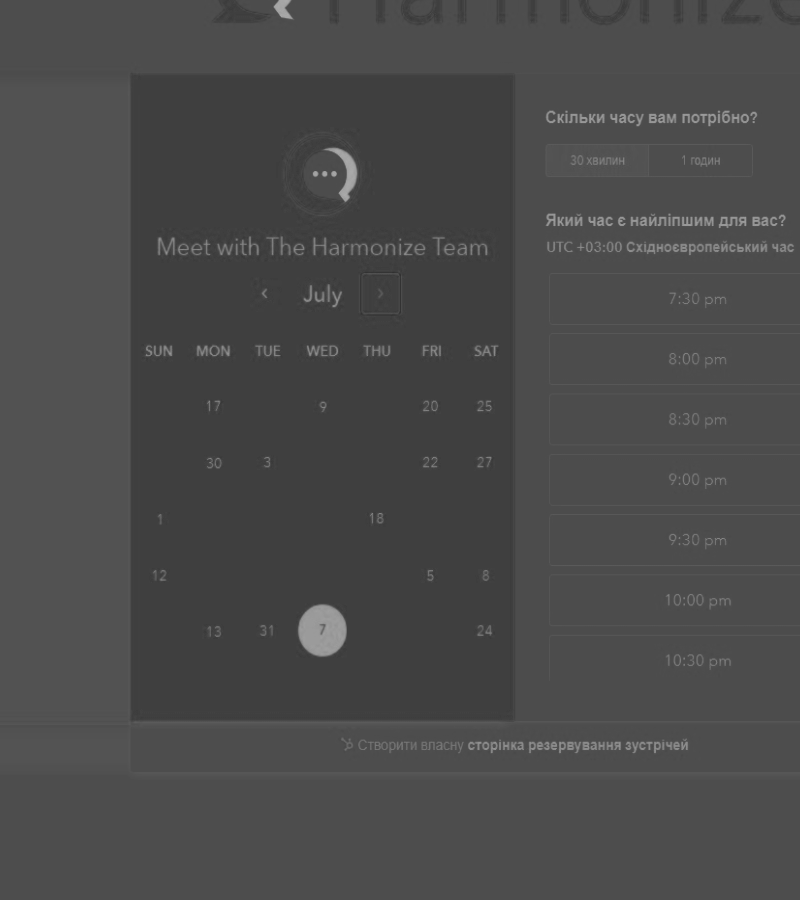 Harmonize
Meet with The Harmonize Team
July
SUN MON TUE WED THU FRI SAT
17 9 20 25
30 3 22 27
1 18
12 5 8
13 31 7 24
Скільки часу вам потрібно?
30 хвилин 1 годин
Який час є найліпшим для вас?
UTC +03:00 Східноєвропейський час
7:30 pm
8:00 pm
8:30 pm
9:00 pm
9:30 pm
10:00 pm
10:30 pm
Створити власну сторінка резервування зустрічей